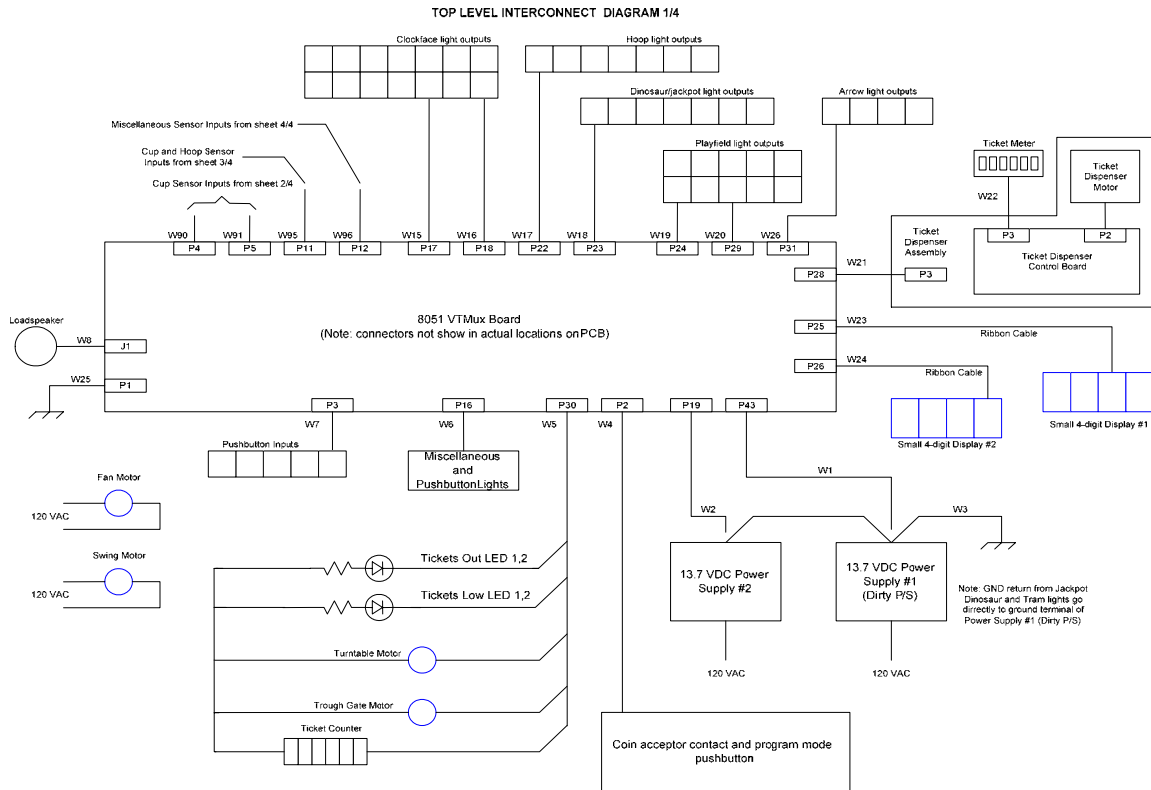 TOP LEVEL INTERCONNECT DIAGRAM 1/4
Clockface light outputs
Hoop light outputs
Dinosaur/jackpot light outputs
Arrow light outputs
Miscellaneous Sensor Inputs from sheet 4/4
Playfield light outputs
Ticket Meter
Cup and Hoop Sensor
Inputs from sheet 3/4
Ticket
Dispenser
Motor
Cup Sensor Inputs from sheet 2/4
W22
W90
W91
W95
W96
W15
W16
W17
W18
W19
W20
W26
P4
P5
P11
P12
P17
P18
P22
P23
P24
P29
P31
Ticket
Dispenser
Assembly
P3
P2
Ticket Dispenser
Control Board
P28
W21
P3
8051 VTMux Board
(Note: connectors not show in actual locations on PCB)
P25
W23
Ribbon Cable
Loadspeaker
W8
J1
P26
W24
Ribbon Cable
W25
P1
P3
P16
P30
P2
P19
P43
W7
W6
W5
W4
Small 4-digit Display #1
Small 4-digit Display #2
Pushbutton Inputs
Miscellaneous
and
Pushbutton Lights
W1
Fan Motor
120 VAC
W2
W3
Swing Motor
120 VAC
Tickets Out LED 1,2
Tickets Low LED 1,2
13.7 VDC Power
Supply #2
13.7 VDC Power
Supply #1
(Dirty P/S)
Note: GND return from Jackpot
Dinosaur and Tram lights go
directly to ground terminal of
Power Supply #1 (Dirty P/S)
Turntable Motor
120 VAC
120 VAC
Trough Gate Motor
Ticket Counter
Coin acceptor contact and program mode
pushbutton